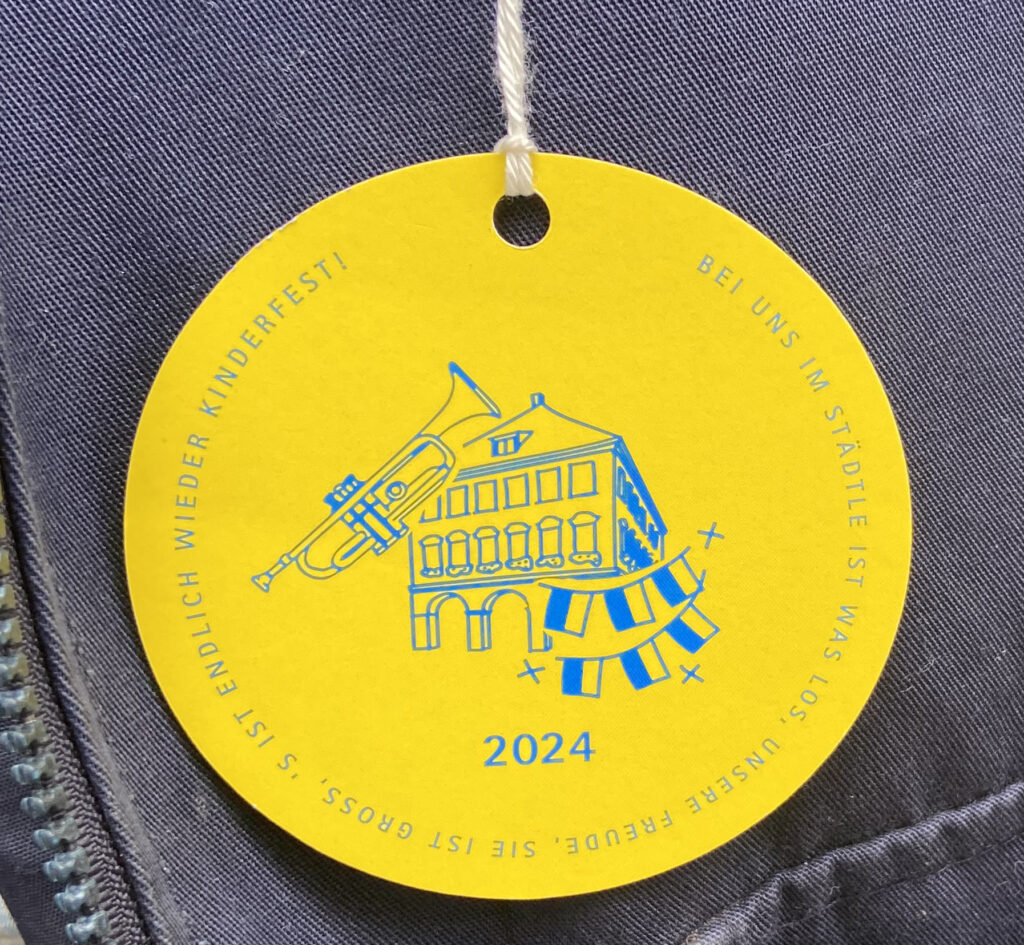 BEI UNS IM STÄDTLE IST WAS LOS, UNSERE FREUDE, SIE IST GROSS, 'S IST ENDLICH WIEDER KINDERFEST!
2024